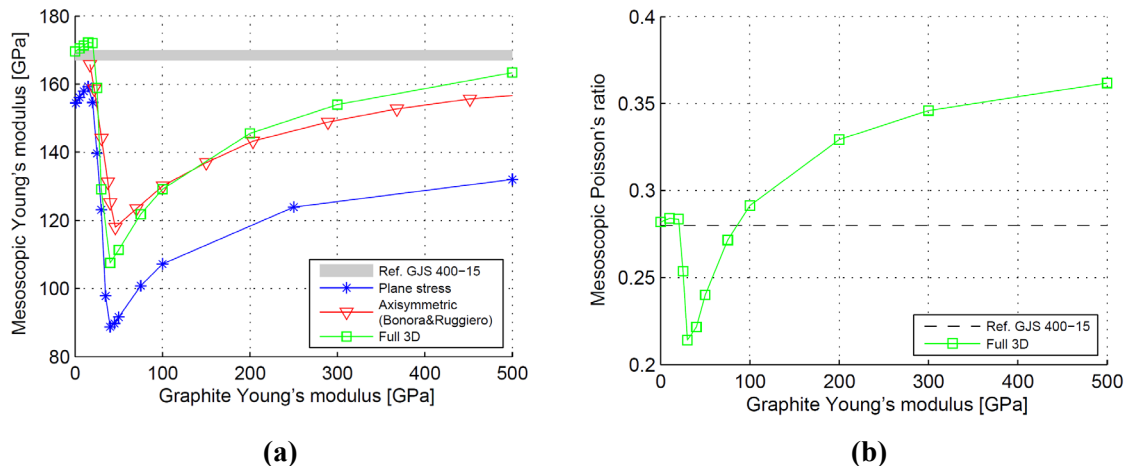 180
160
140
120
100
80
0
100
200
300
400
500
Mesoscopic Young's modulus [GPa]
Graphite Young's modulus [GPa]
Ref. GJS 400−15
Plane stress
Axisymmetric
(Bonora&Ruggiero)
Full 3D
(a)
0.4
0.35
0.3
0.25
0.2
0
100
200
300
400
500
Mesoscopic Poisson's ratio
Graphite Young's modulus [GPa]
Ref. GJS 400−15
Full 3D
(b)